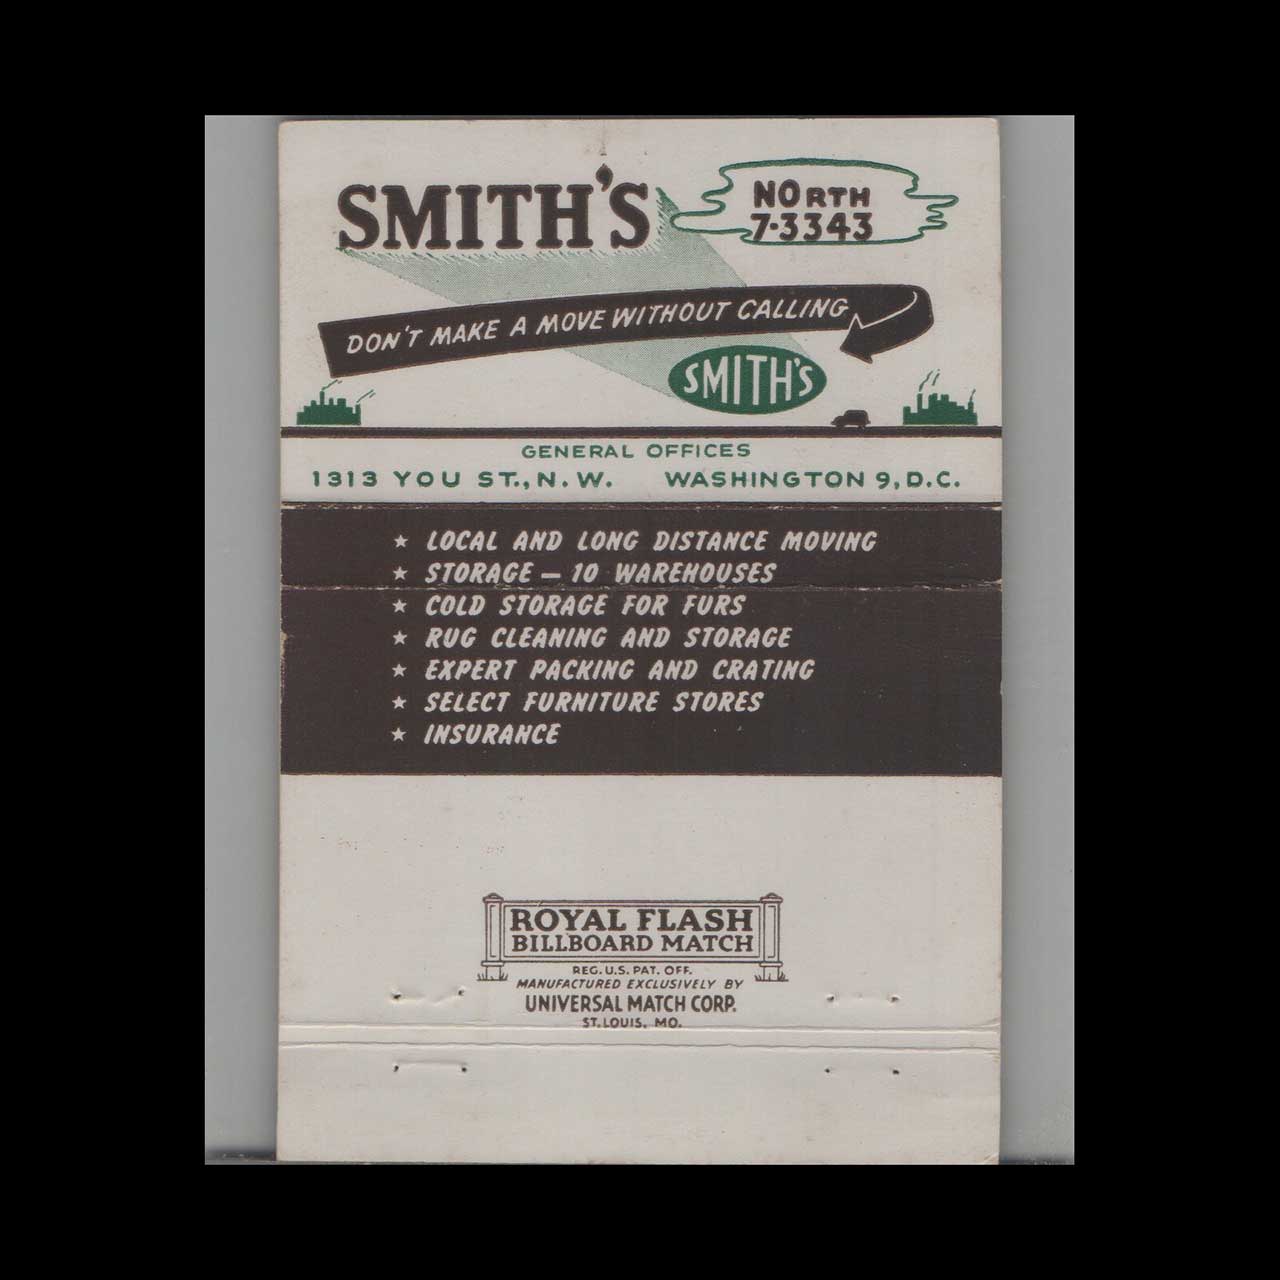 SMITH'S
NORTH
7-3343
DON'T MAKE A MOVE WITHOUT CALLING
SMITH'S
GENERAL OFFICES
1313 YOU ST., N.W. WASHINGTON 9, D.C.
★ LOCAL AND LONG DISTANCE MOVING
★ STORAGE — 10 WAREHOUSES
★ COLD STORAGE FOR FURS
★ RUG CLEANING AND STORAGE
★ EXPERT PACKING AND CRATING
★ SELECT FURNITURE STORES
★ INSURANCE
ROYAL FLASH
BILLBOARD MATCH
REG. U.S. PAT. OFF.
MANUFACTURED EXCLUSIVELY BY
UNIVERSAL MATCH CORP.
ST. LOUIS, MO.